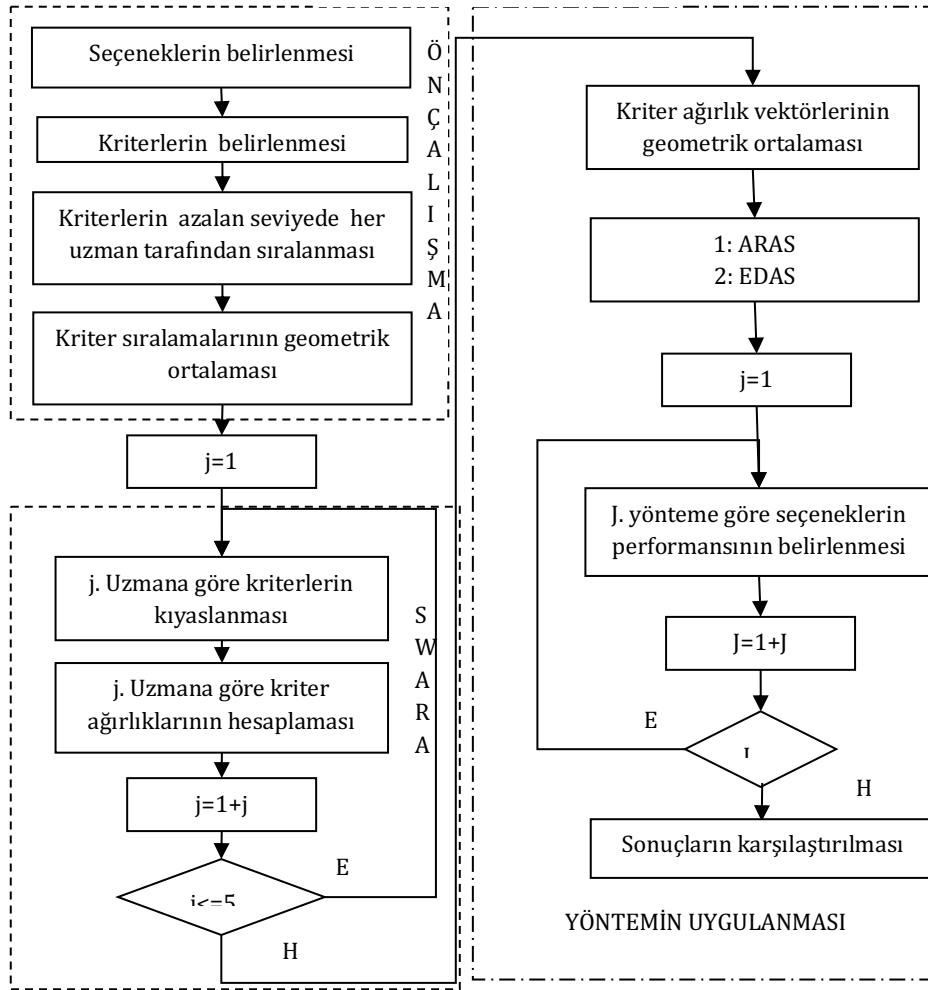 Seçeneklerin belirlenmesi
Kriterlerin belirlenmesi
Kriterlerin azalan seviyede her
uzman tarafından sıralanması
Kriter sıralamalarının geometrik
ortalaması
Ö
N
Ç
A
L
I
Ş
M
A
j=1
j. Uzmana göre kriterlerin
kıyaslanması
j. Uzmana göre kriter
ağırlıklarının hesaplaması
j=1+j
j<=5
E
H
S
W
A
R
A
Kriter ağırlık vektörlerinin
geometrik ortalaması
1: ARAS
2: EDAS
j=1
J. yönteme göre seçeneklerin
performansının belirlenmesi
J=1+J
E
H
Sonuçların karşılaştırılması
YÖNTEMİN UYGULANMASI